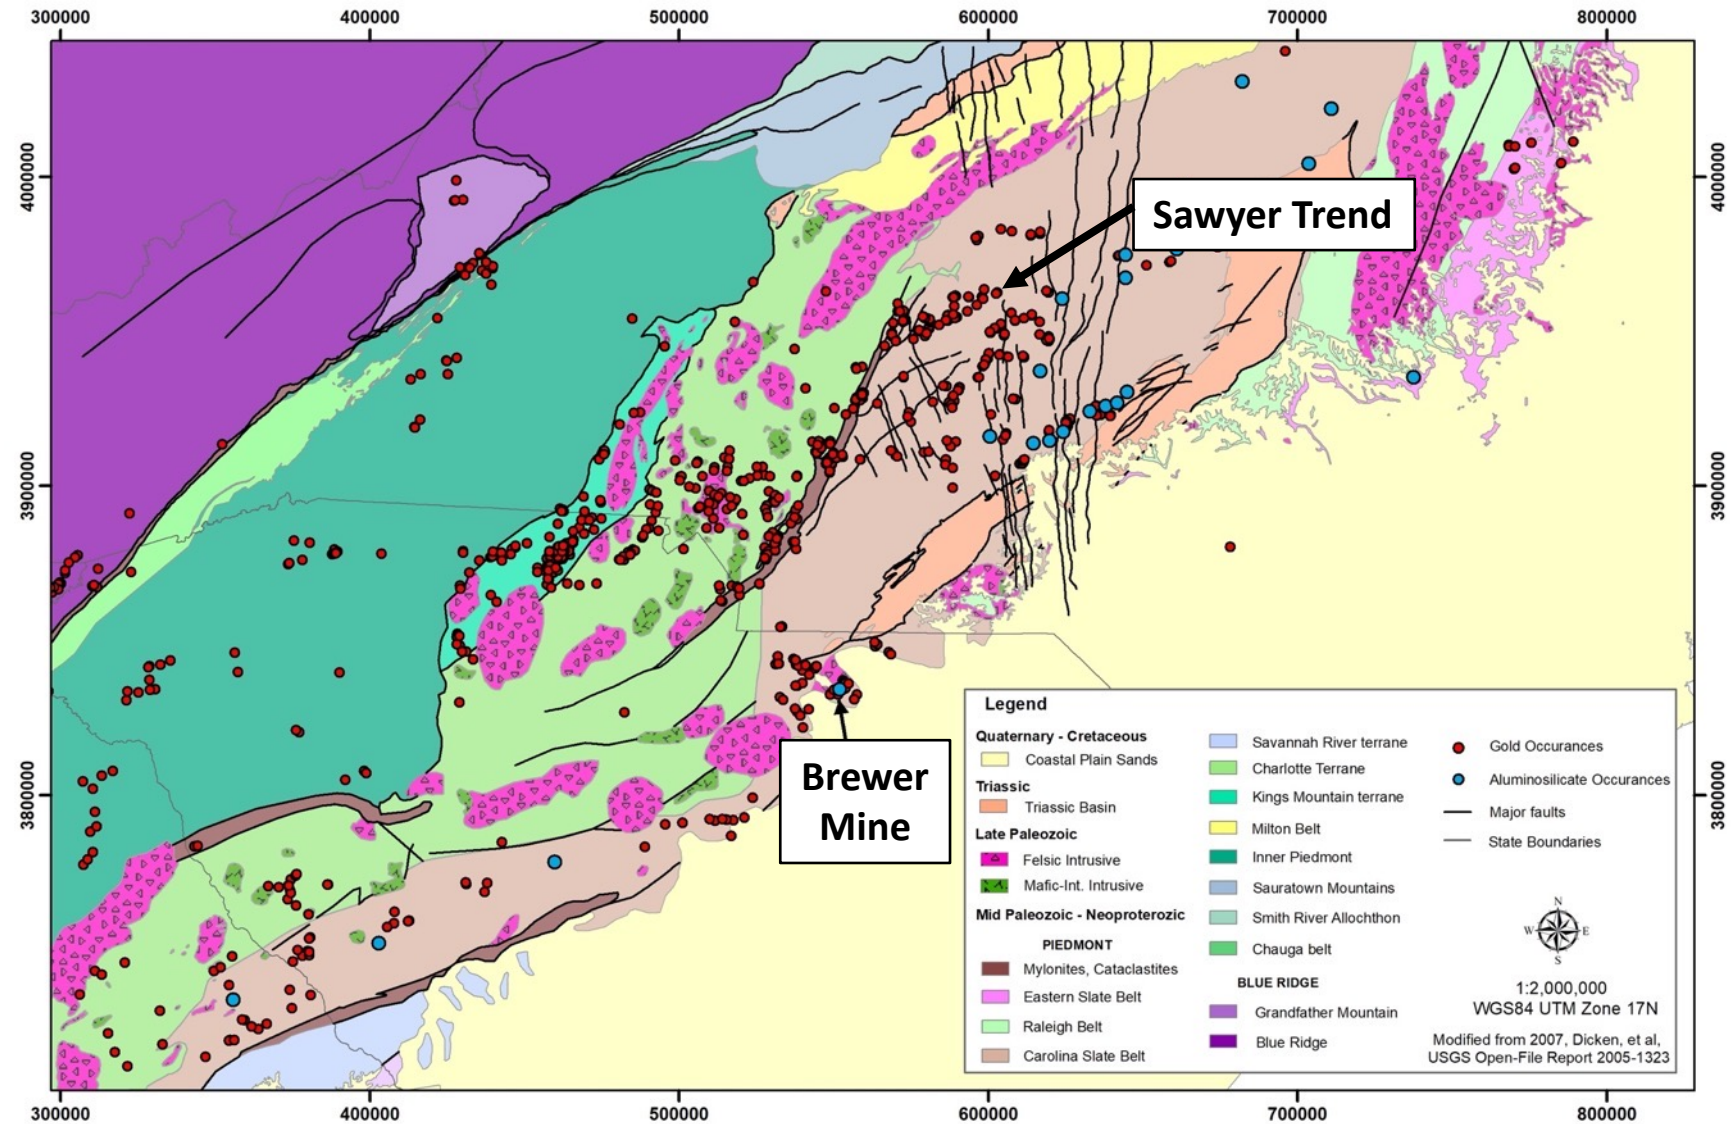 300000 400000 500000 600000 700000 800000
4000000
4000000
Sawyer Trend
3900000
3900000
Brewer
Mine
3800000
3800000
Legend
Quaternary - Cretaceous
Coastal Plain Sands
Triassic
Triassic Basin
Late Paleozoic
Felsic Intrusive
Mafic-Int. Intrusive
Mid Paleozoic - Neoproterozic
PIEDMONT
Mylonites, Cataclastites
Eastern Slate Belt
Raleigh Belt
Carolina Slate Belt
Savannah River terrane
Charlotte Terrane
Kings Mountain terrane
Milton Belt
Inner Piedmont
Sauratown Mountains
Smith River Allochthon
Chauga belt
BLUE RIDGE
Grandfather Mountain
Blue Ridge
Gold Occurances
Aluminosilicate Occurances
Major faults
State Boundaries
N
W E
S
1:2,000,000
WGS84 UTM Zone 17N
Modified from 2007, Dicken, et al,
USGS Open-File Report 2005-1323
300000 400000 500000 600000 700000 800000